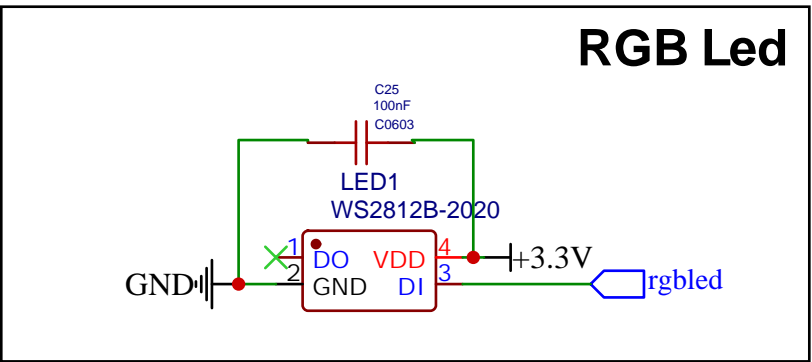 RGB Led
C25
100nF
C0603
LED1
WS2812B-2020
1 DO VDD 4
2 GND DI 3
GND
+3.3V
rgbled